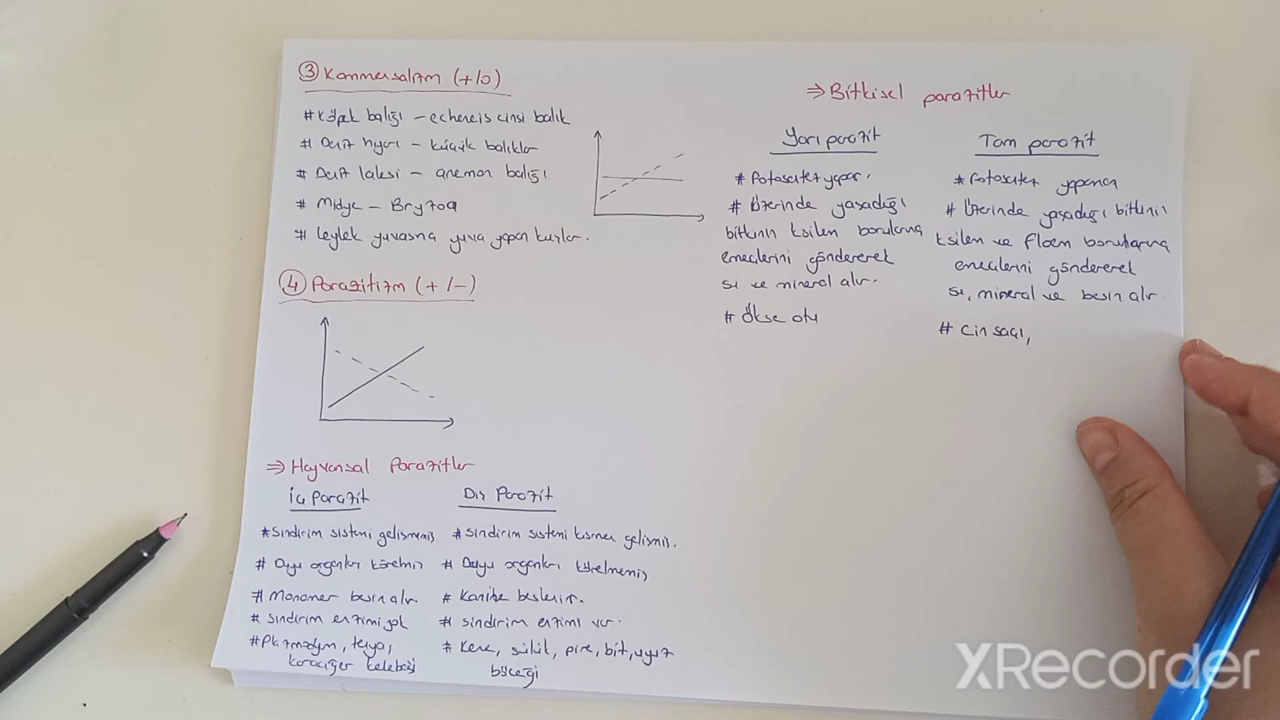 ③ Kommensalizm (+/0)
# Köpek balığı – echeneis cinsi balık
# Deniz hıyarı – küçük balıklar
# Deniz lalesi – anemon balığı
# Midye – Bryzoa
# leylek yuvasına yuva yapan kuşlar.
④ Parazitizm (+/–)
⇒ Hayvansal Parazitler
İç Parazit
# Sindirim sistemi gelişmemiş
# Duyu organları körelmiş
# Monomer besin alır.
# Sindirim enzimi yok
# Plazmodyum, tenya,
karaciğer kelebeği
Dış Parazit
# Sindirim sistemi kısmen gelişmiş.
# Duyu organları körelmemiş
# Kanla beslenir.
# Sindirim enzimi var.
# Kene, sülük, pire, bit, uyuz
böceği
⇒ Bitkisel parazitler
Yarı parazit
# Fotosentez yapar.
# Üzerinde yaşadığı
bitkinin ksilem borularına
emeçlerini göndererek
su ve mineral alır.
# Ökse otu
Tam parazit
# Fotosentez yapamaz
# Üzerinde yaşadığı bitkinin
ksilem ve floem borularına
emeçlerini göndererek
su, mineral ve besin alır.
# Cin saçı,
XRecorder